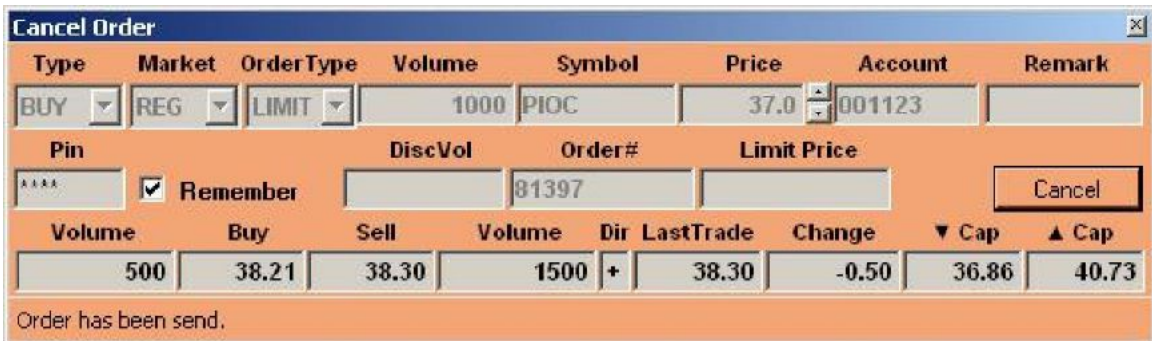 Cancel Order
Type Market OrderType Volume Symbol Price Account Remark
BUY REG LIMIT 1000 PIOC 37.0 001123
Pin DiscVol Order# Limit Price
**** Remember 81397 Cancel
Volume Buy Sell Volume Dir LastTrade Change ▼ Cap ▲ Cap
500 38.21 38.30 1500 + 38.30 -0.50 36.86 40.73
Order has been send.